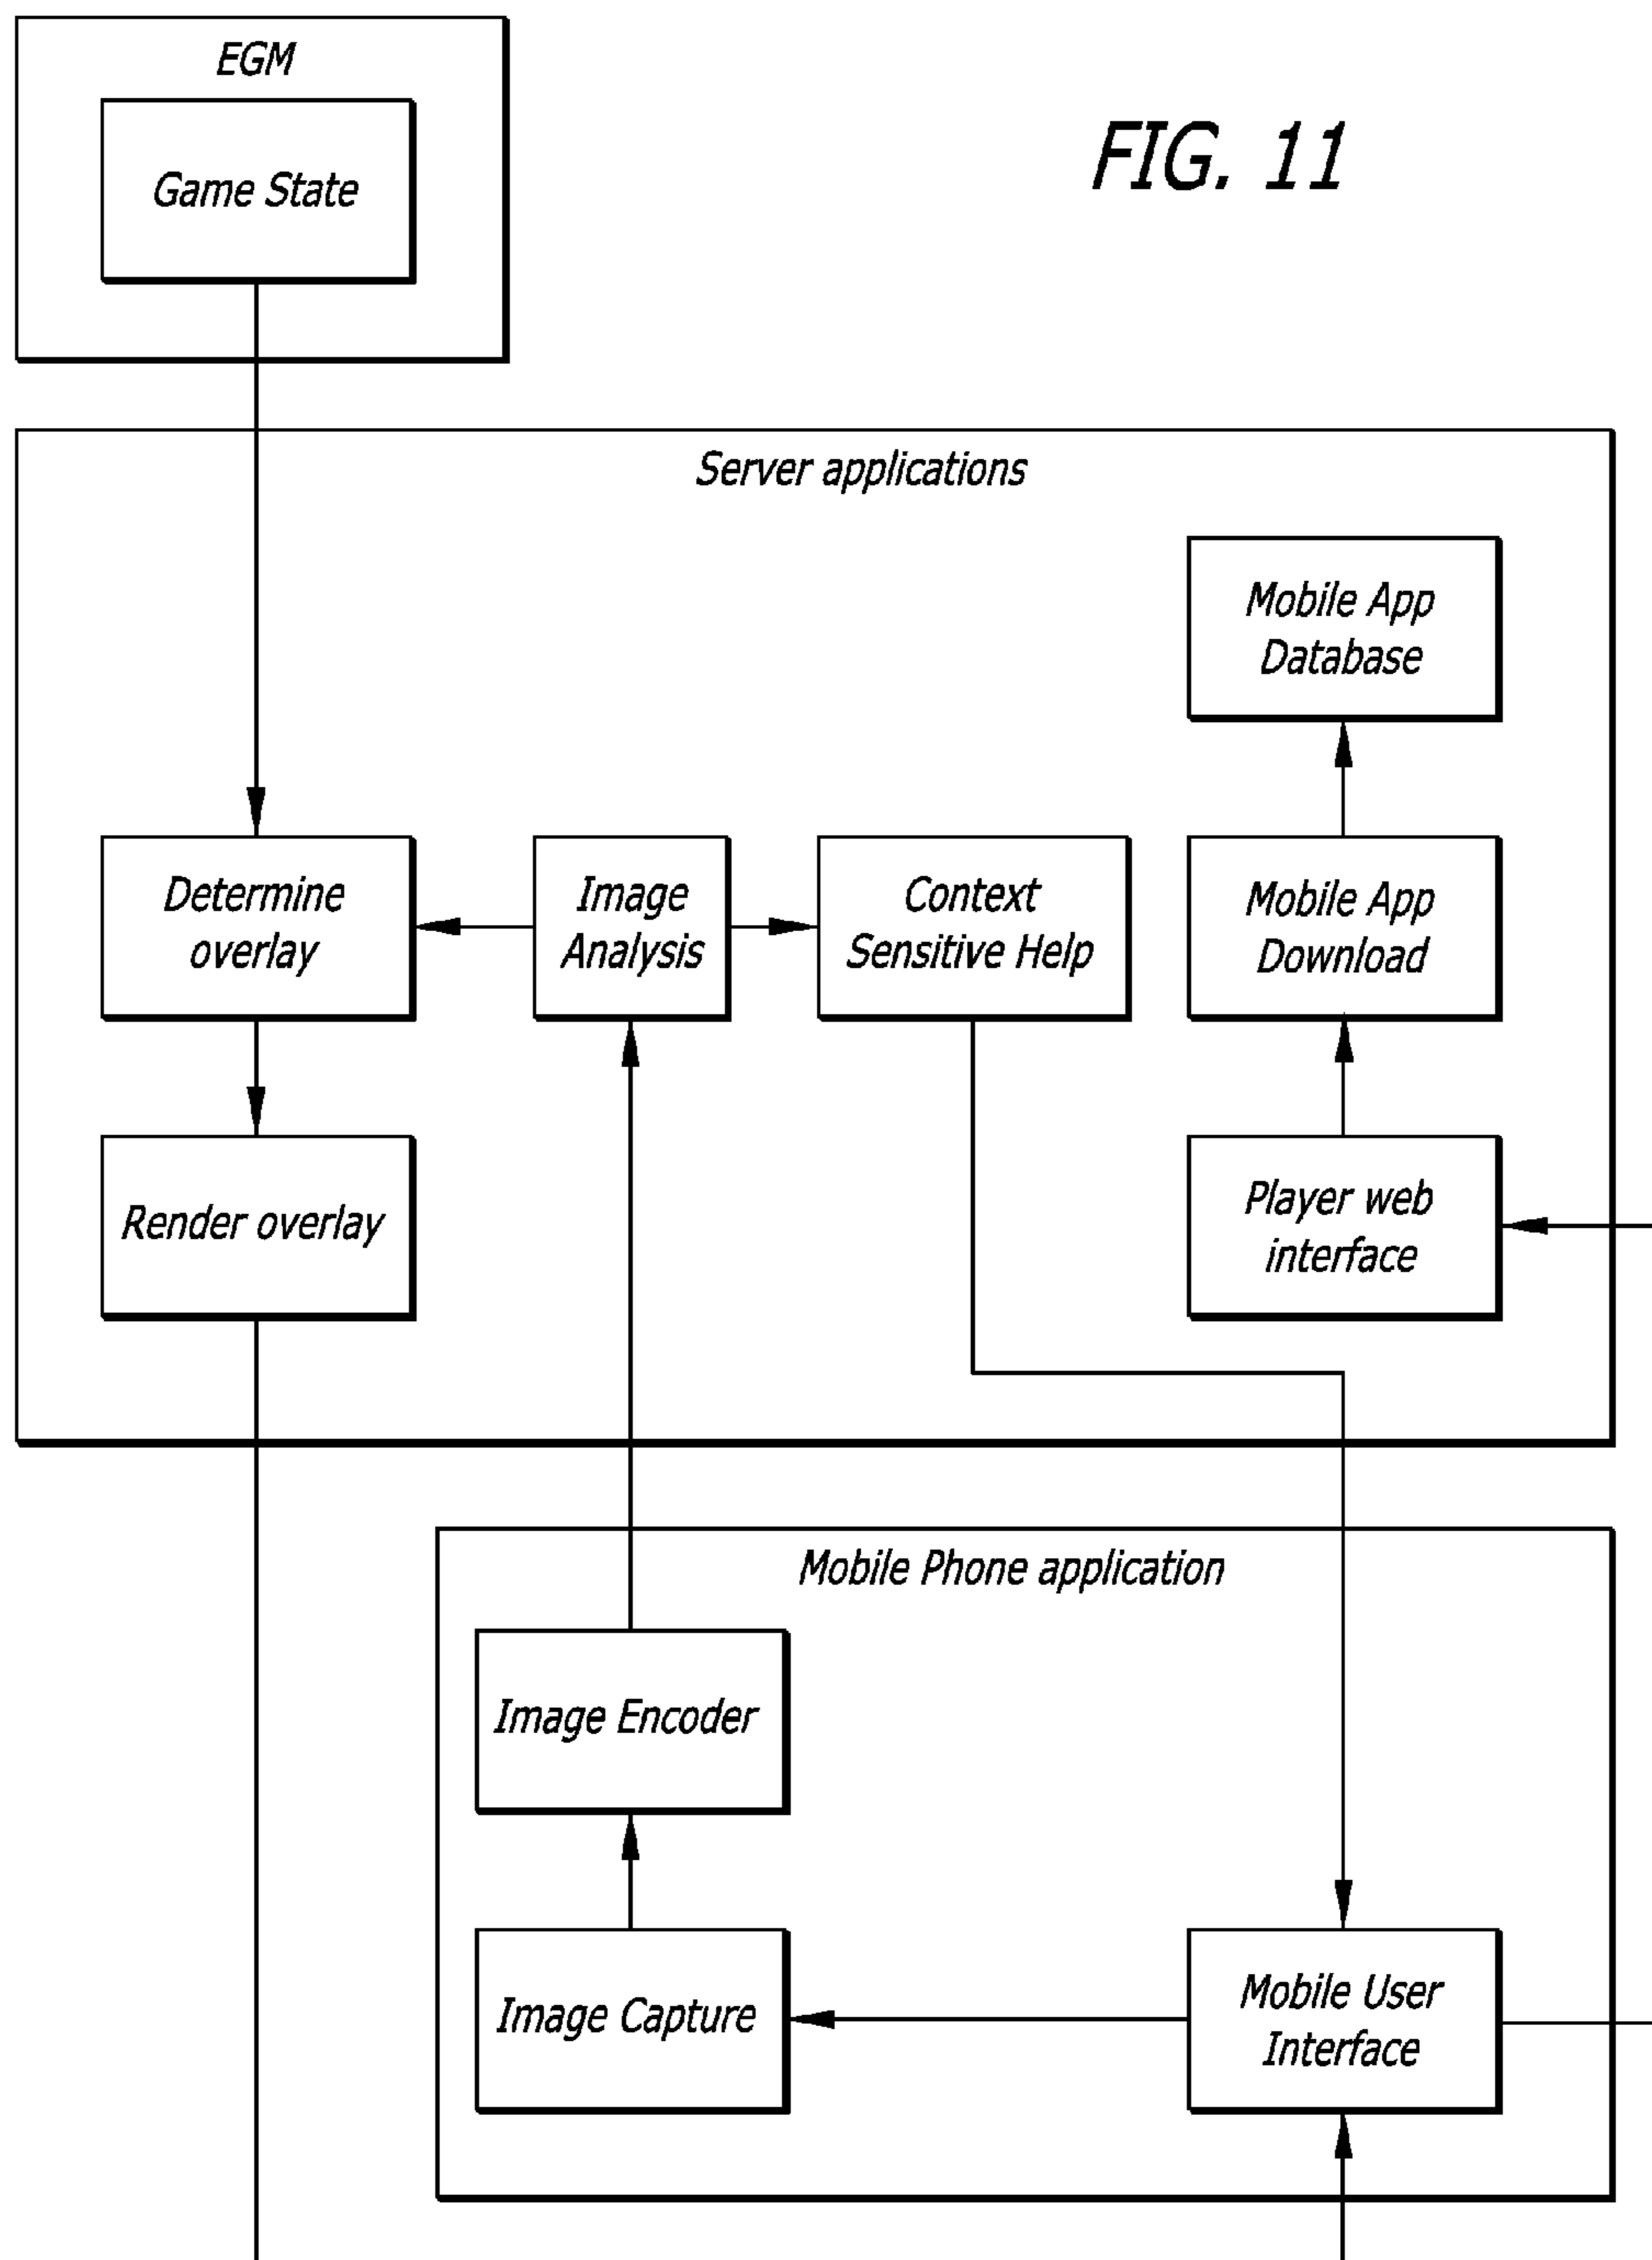 EGM
Game State
FIG. 11
Server applications
Mobile App
Database
Determine
overlay
Image
Analysis
Context
Sensitive Help
Mobile App
Download
Render overlay
Player web
interface
Mobile Phone application
Image Encoder
Image Capture
Mobile User
Interface